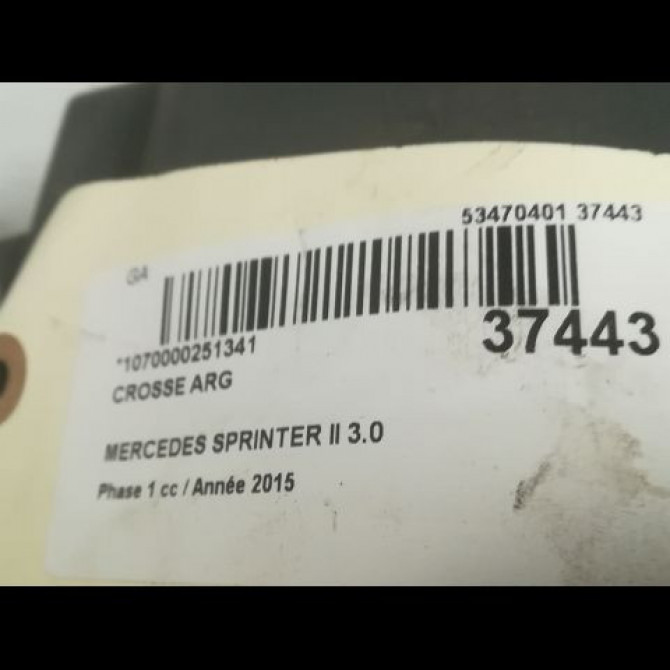 53470401 37443
GA
*1070000251341
37443
CROSSE ARG
MERCEDES SPRINTER II 3.0
Phase 1 cc / Année 2015